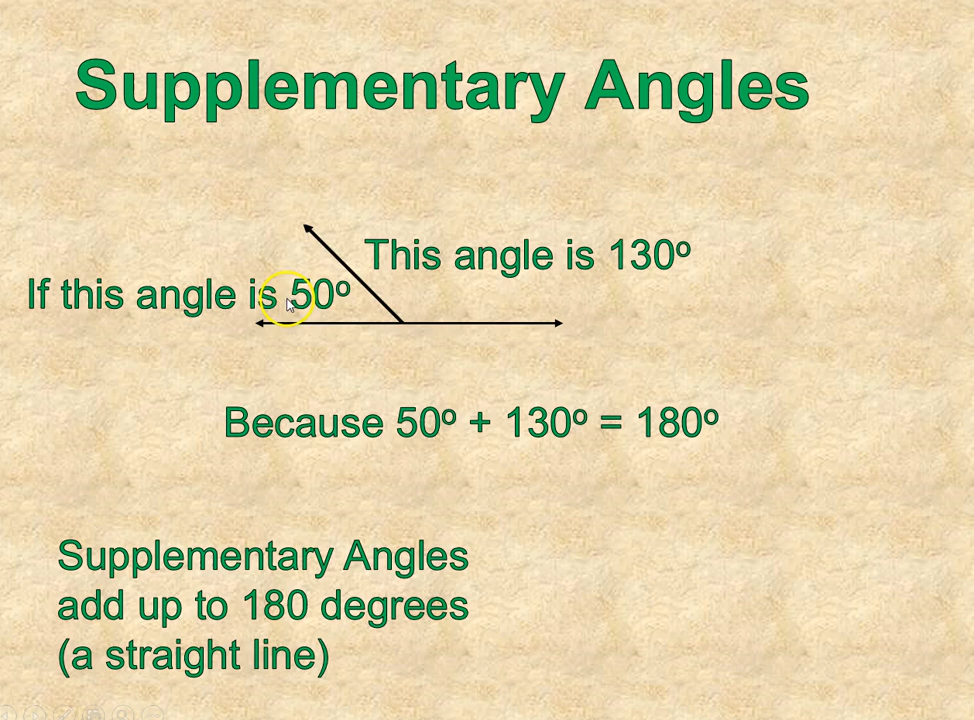 Supplementary Angles
This angle is 130º
If this angle is 50º
Because 50º + 130º = 180º
Supplementary Angles
add up to 180 degrees
(a straight line)